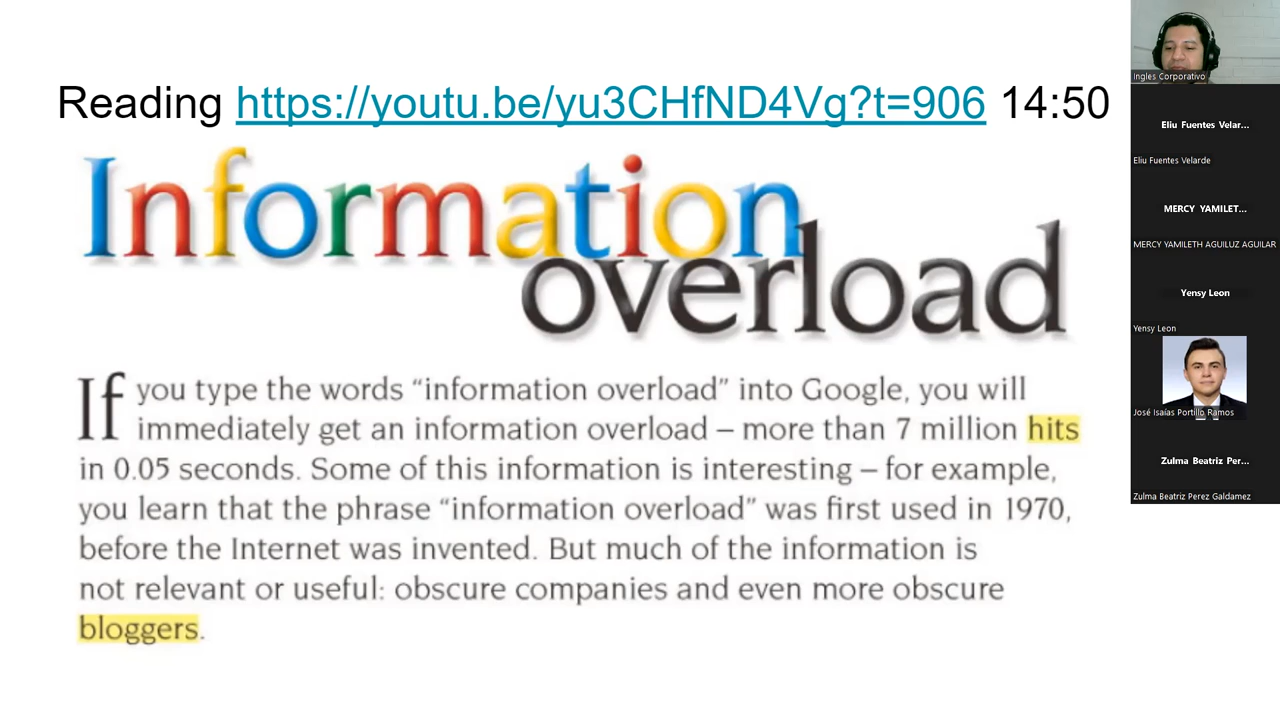 Reading https://youtu.be/yu3CHfND4Vg?t=906 14:50
Information
overload
If you type the words “information overload” into Google, you will
immediately get an information overload – more than 7 million hits
in 0.05 seconds. Some of this information is interesting – for example,
you learn that the phrase “information overload” was first used in 1970,
before the Internet was invented. But much of the information is
not relevant or useful: obscure companies and even more obscure
bloggers.
Ingles Corporativo
Eliu Fuentes Velar...
Eliu Fuentes Velarde
MERCY YAMILET...
MERCY YAMILETH AGUILUZ AGUILAR
Yensy Leon
Yensy Leon
José Isaías Portillo Ramos
Zulma Beatriz Per...
Zulma Beatriz Perez Galdamez